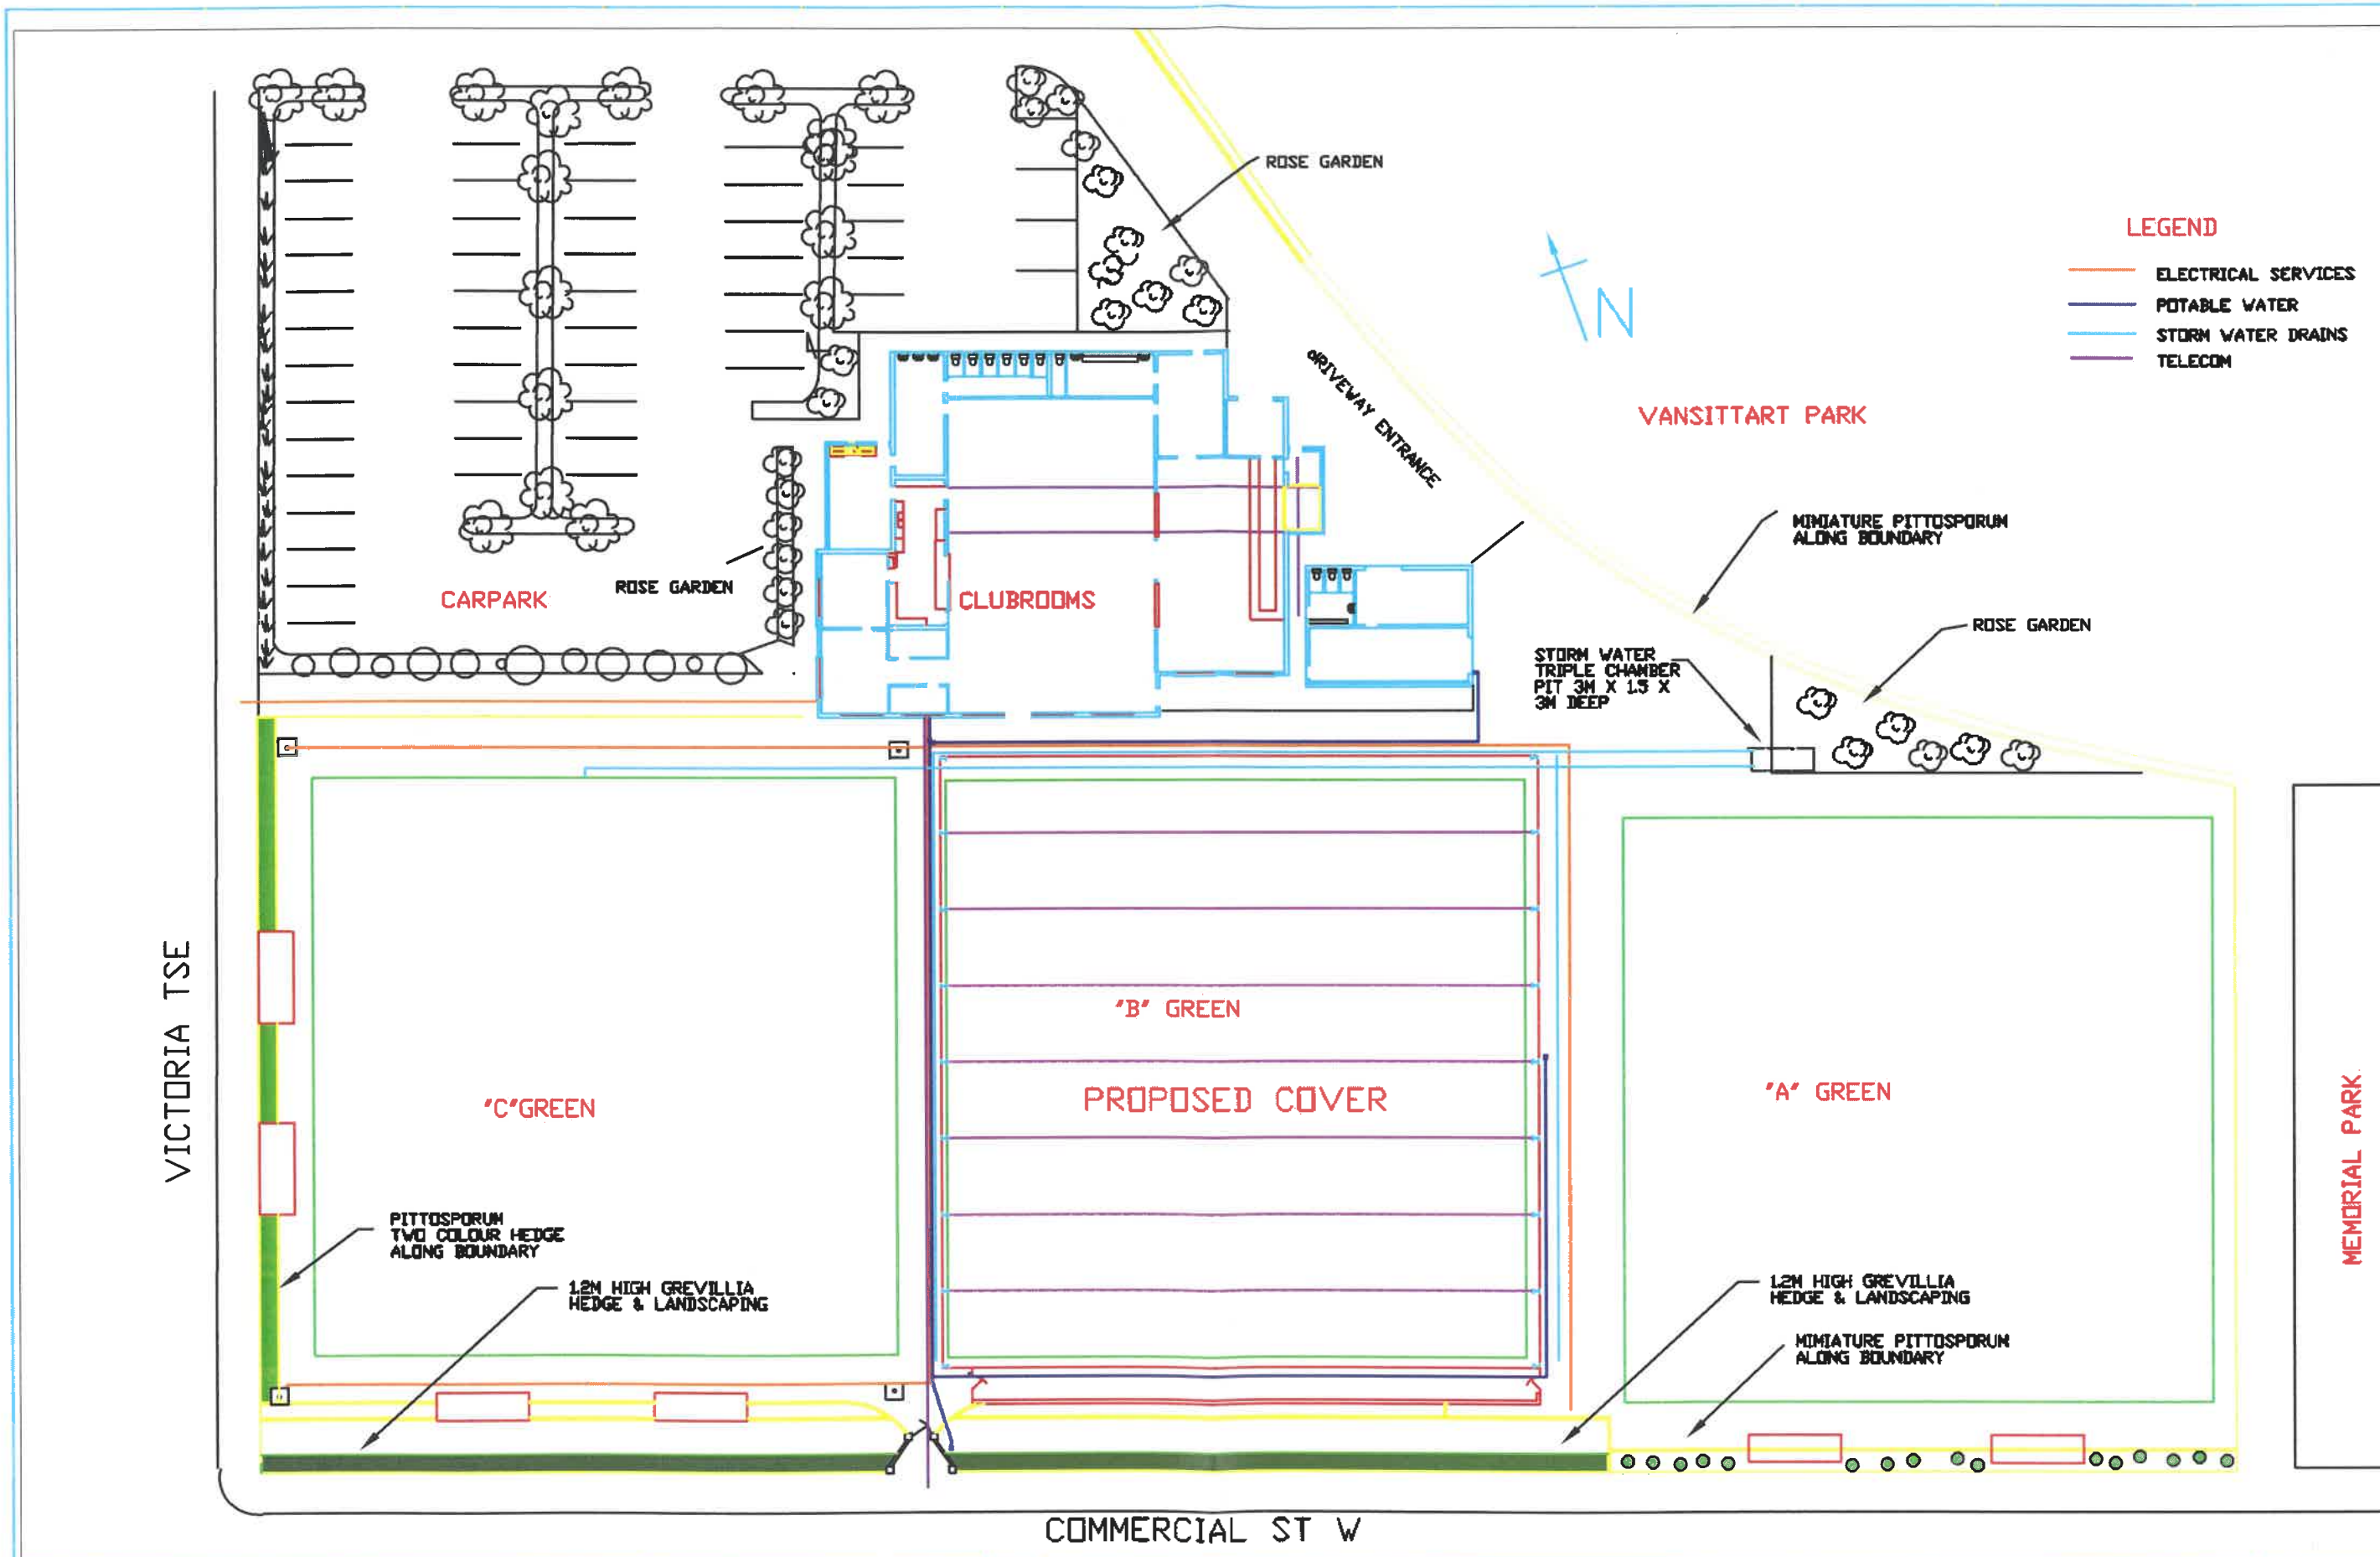 ROSE GARDEN
LEGEND
ELECTRICAL SERVICES
POTABLE WATER
STORM WATER DRAINS
TELECOM
N
DRIVEWAY ENTRANCE
VANSITTART PARK
MIMIATURE PITTOSPORUM
ALONG BOUNDARY
CARPARK
ROSE GARDEN
CLUBROOMS
ROSE GARDEN
STORM WATER
TRIPLE CHAMBER
PIT 3M X 1.5 X
3M DEEP
VICTORIA TSE
"C"GREEN
"B" GREEN
PROPOSED COVER
"A" GREEN
MEMORIAL PARK
PITTOSPORUM
TWO COLOUR HEDGE
ALONG BOUNDARY
1.2M HIGH GREVILLIA
HEDGE & LANDSCAPING
1.2M HIGH GREVILLIA
HEDGE & LANDSCAPING
MIMIATURE PITTOSPORUM
ALONG BOUNDARY
COMMERCIAL ST W